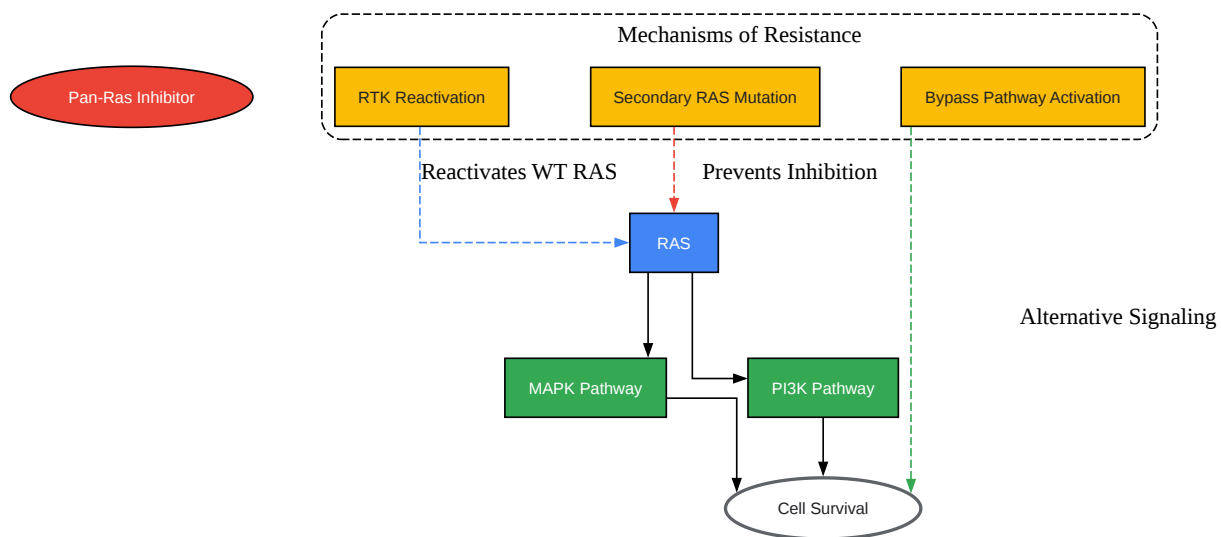 Mechanisms of Resistance
Pan-Ras Inhibitor
RTK Reactivation
Secondary RAS Mutation
Bypass Pathway Activation
Reactivates WT RAS
Prevents Inhibition
RAS
Alternative Signaling
MAPK Pathway
PI3K Pathway
Cell Survival